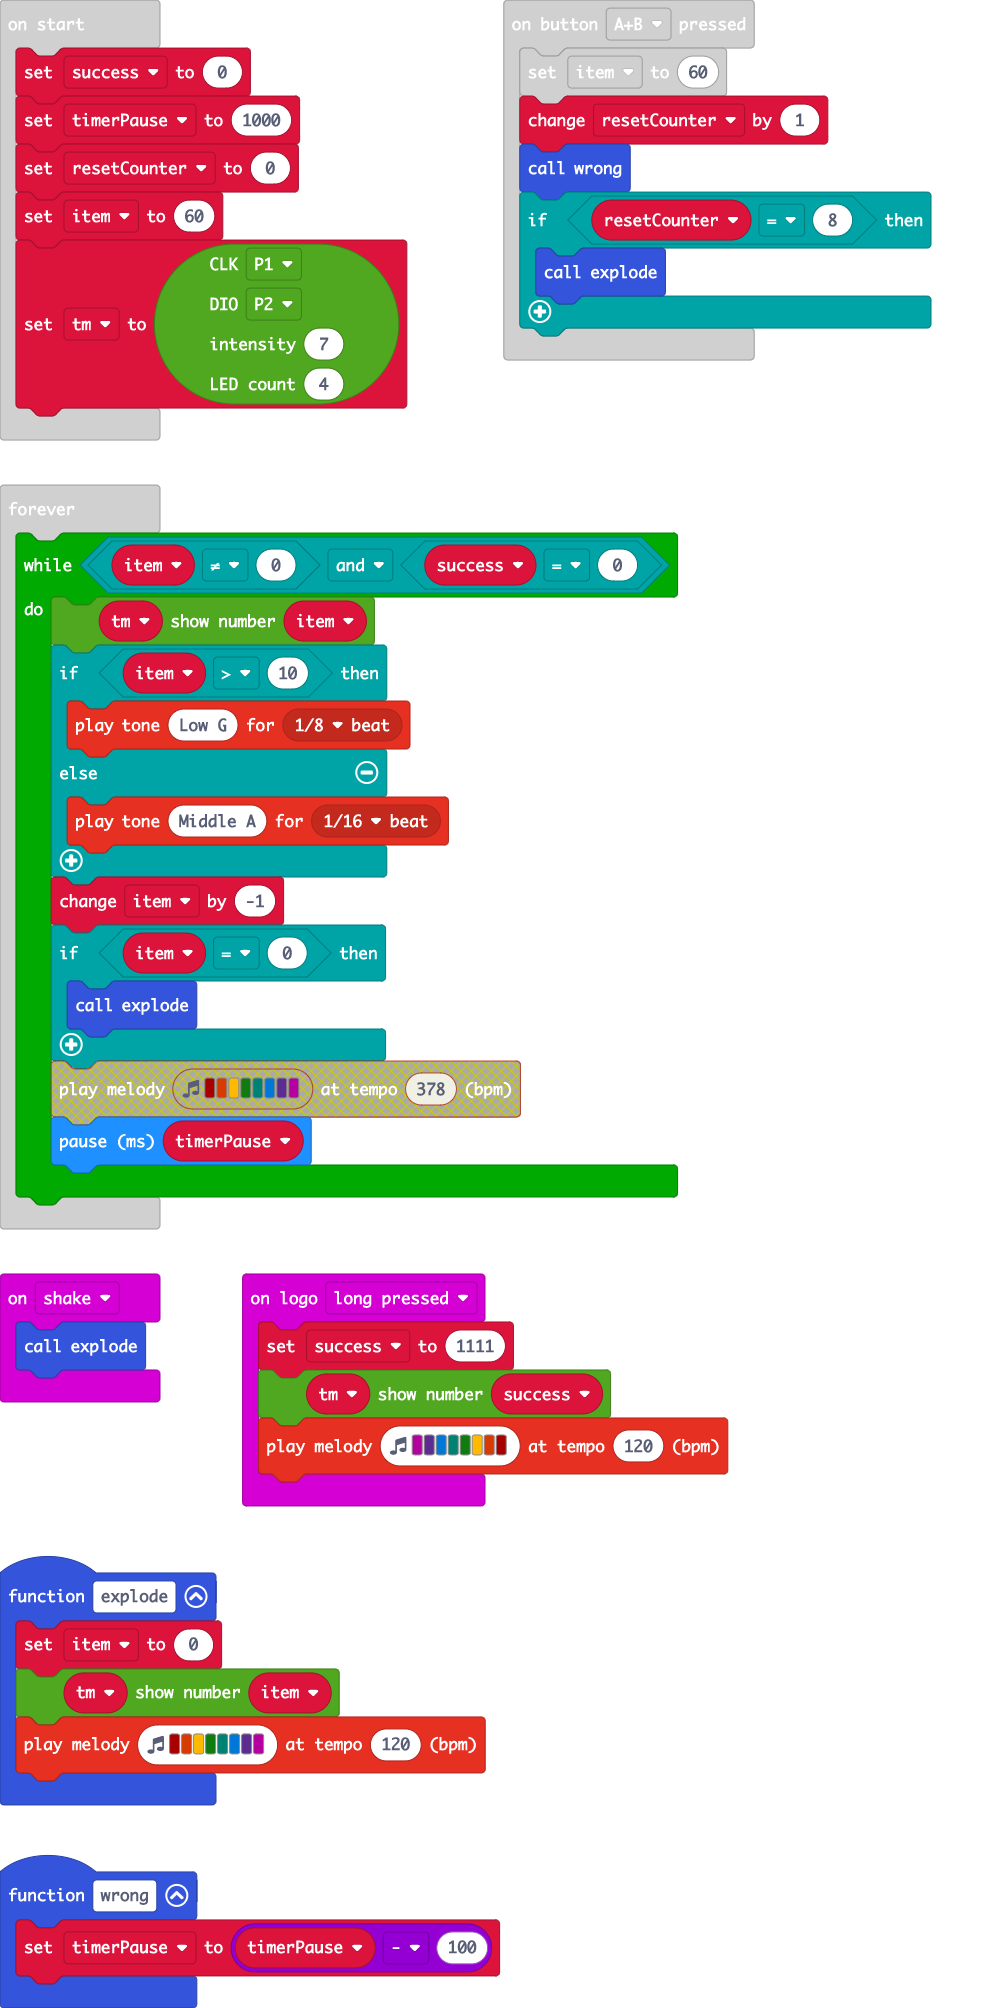 on start
set success to 0
set timerPause to 1000
set resetCounter to 0
set item to 60
set tm to
CLK P1
DIO P2
intensity 7
LED count 4
on button A+B pressed
set item to 60
change resetCounter by 1
call wrong
if resetCounter = 8 then
call explode
forever
while item ≠ 0 and success = 0
do
tm show number item
if item > 10 then
play tone Low G for 1/8 beat
else
play tone Middle A for 1/16 beat
change item by -1
if item = 0 then
call explode
play melody at tempo 378 (bpm)
pause (ms) timerPause
on shake
call explode
on logo long pressed
set success to 1111
tm show number success
play melody at tempo 120 (bpm)
function explode
set item to 0
tm show number item
play melody at tempo 120 (bpm)
function wrong
set timerPause to timerPause - 100